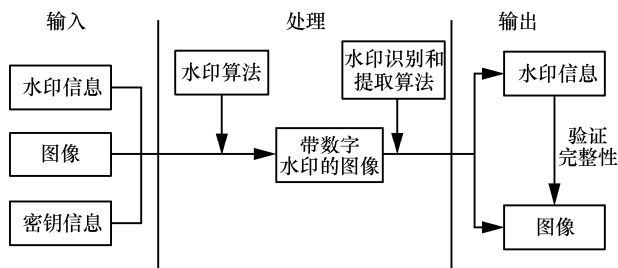 输入
处理
输出
水印信息
图像
密钥信息
水印算法
带数字
水印的图像
水印识别和
提取算法
水印信息
验证
完整性
图像